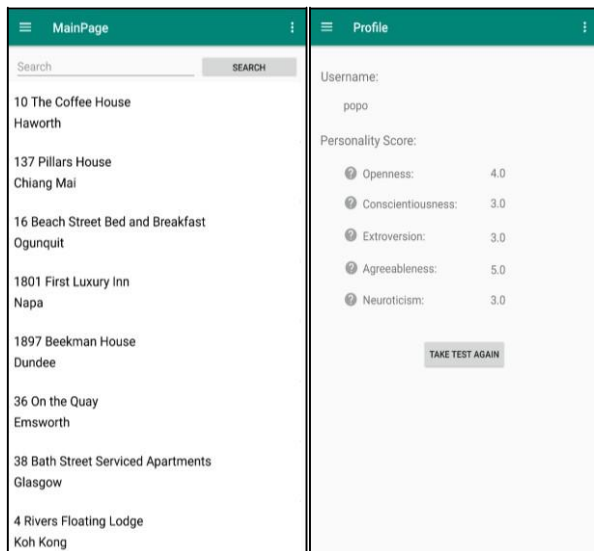 MainPage
Search SEARCH
10 The Coffee House
Haworth
137 Pillars House
Chiang Mai
16 Beach Street Bed and Breakfast
Ogunquit
1801 First Luxury Inn
Napa
1897 Beekman House
Dundee
36 On the Quay
Emsworth
38 Bath Street Serviced Apartments
Glasgow
4 Rivers Floating Lodge
Koh Kong
Profile
Username:
popo
Personality Score:
? Openness: 4.0
? Conscientiousness: 3.0
? Extroversion: 3.0
? Agreeableness: 5.0
? Neuroticism: 3.0
TAKE TEST AGAIN